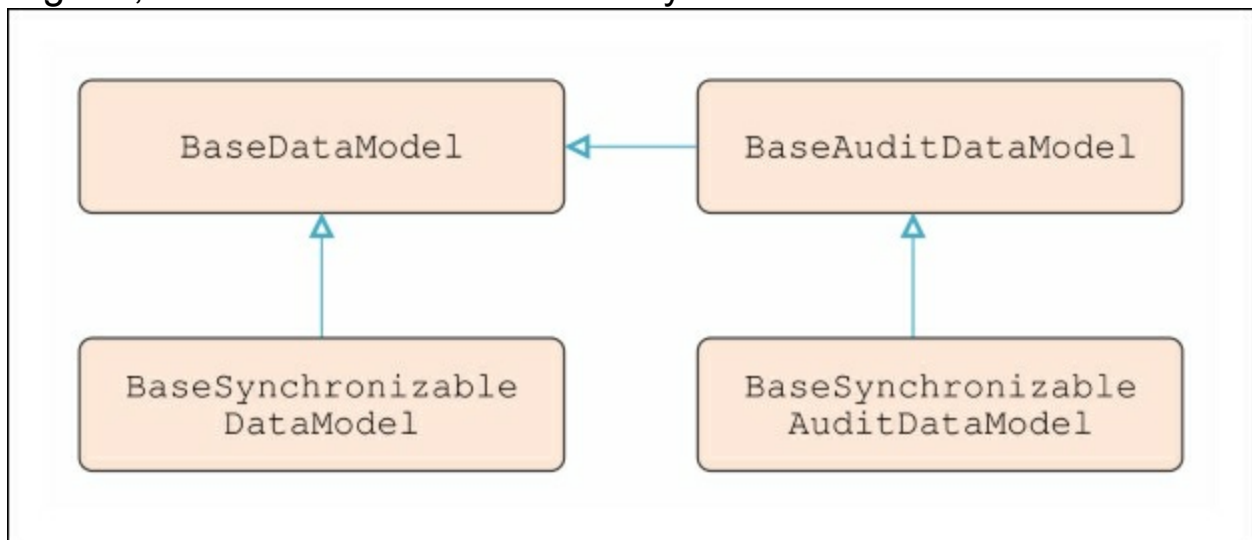 BaseDataModel
BaseAuditDataModel
BaseSynchronizable
DataModel
BaseSynchronizable
AuditDataModel